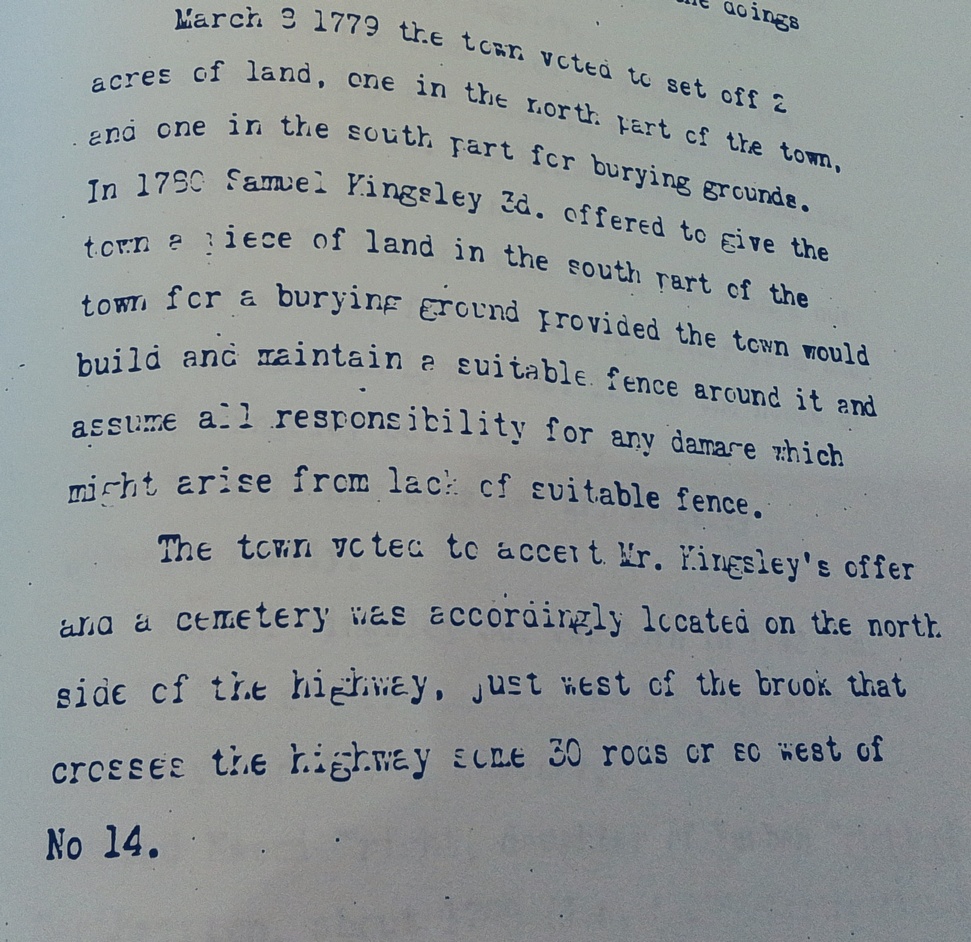 doings
March 3 1779 the town voted to set off 2
acres of land, one in the north part of the town,
and one in the south part for burying grounds.
In 1780 Samuel Kingsley 3d. offered to give the
town a piece of land in the south part of the
town for a burying ground provided the town would
build and maintain a suitable fence around it and
assume all responsibility for any damage which
might arise from lack of suitable fence.
The town voted to accept Mr. Kingsley's offer
and a cemetery was accordingly located on the north
side of the highway, just west of the brook that
crosses the highway some 30 rods or so west of
No 14.